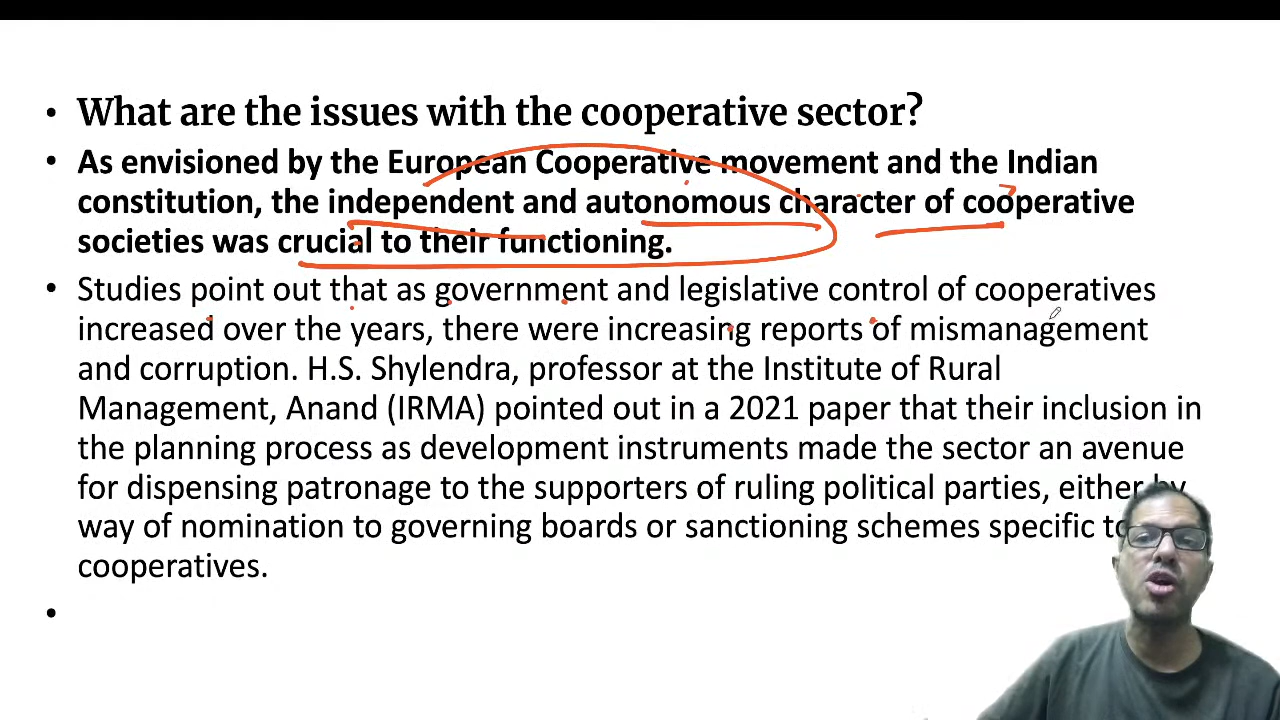 • What are the issues with the cooperative sector?
• As envisioned by the European Cooperative movement and the Indian
constitution, the independent and autonomous character of cooperative
societies was crucial to their functioning.
• Studies point out that as government and legislative control of cooperatives
increased over the years, there were increasing reports of mismanagement
and corruption. H.S. Shylendra, professor at the Institute of Rural
Management, Anand (IRMA) pointed out in a 2021 paper that their inclusion in
the planning process as development instruments made the sector an avenue
for dispensing patronage to the supporters of ruling political parties, either by
way of nomination to governing boards or sanctioning schemes specific to
cooperatives.
•